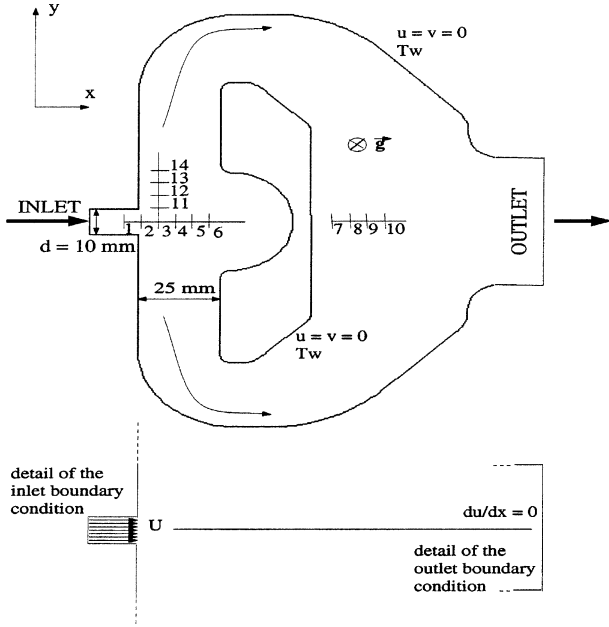 y
u = v = 0
Tw
x
g
14
13
12
11
INLET
1 2 3 4 5 6
7 8 9 10
OUTLET
d = 10 mm
25 mm
u = v = 0
Tw
detail of the
inlet boundary
condition
U
du/dx = 0
detail of the
outlet boundary
condition